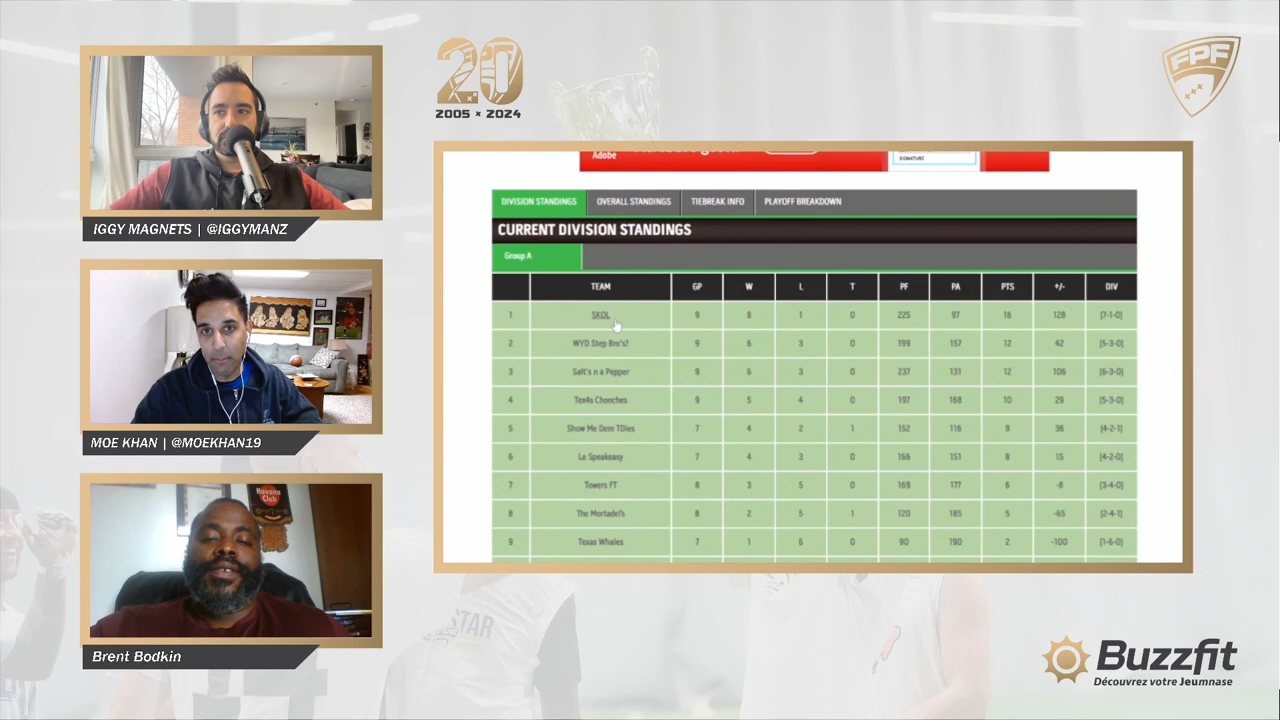 IGGY MAGNETS | @IGGYMANZ
MOE KHAN | @MOEKHAN19
Havana
Club
Brent Bodkin
20
2005 × 2024
FPF
Adobe
SIGNATURE
DIVISION STANDINGS OVERALL STANDINGS TIEBREAK INFO PLAYOFF BREAKDOWN
CURRENT DIVISION STANDINGS
Group A
TEAM GP W L T PF PA PTS +/- DIV
1 SKOL 9 8 1 0 225 97 16 128 [7-1-0]
2 WYD Step Bro's? 9 6 3 0 199 157 12 42 [5-3-0]
3 Salt's n a Pepper 9 6 3 0 237 131 12 106 [6-3-0]
4 Tex4s Chooches 9 5 4 0 197 168 10 29 [5-3-0]
5 Show Me Dem TDies 7 4 2 1 152 116 9 36 [4-2-1]
6 Le Speakeasy 7 4 3 0 166 151 8 15 [4-2-0]
7 Towers FT 8 3 5 0 169 177 6 -8 [3-4-0]
8 The Mortadel's 8 2 5 1 120 185 5 -65 [2-4-1]
9 Texas Whales 7 1 6 0 90 190 2 -100 [1-6-0]
STAR
Buzzfit
Découvrez votre Jeumnase